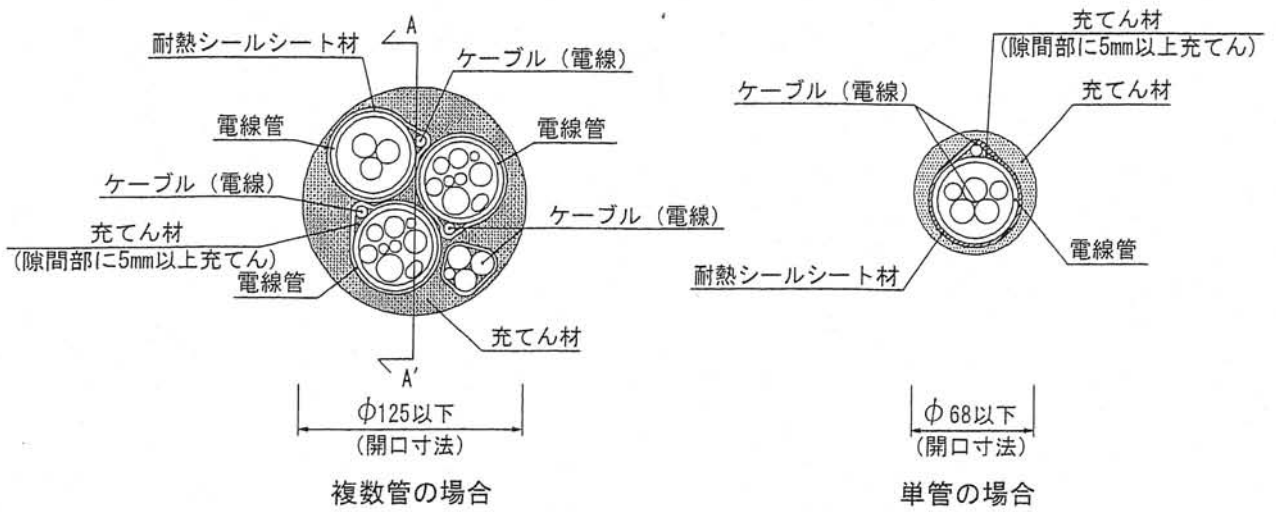 A
耐熱シールシート材
ケーブル（電線）
電線管
電線管
ケーブル（電線）
ケーブル（電線）
充てん材
(隙間部に5mm以上充てん)
電線管
充てん材
A'
φ125以下
(開口寸法)
複数管の場合
充てん材
(隙間部に5mm以上充てん)
ケーブル（電線）
充てん材
電線管
耐熱シールシート材
φ68以下
(開口寸法)
単管の場合